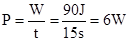 P = W/t = 90J/15s = 6W